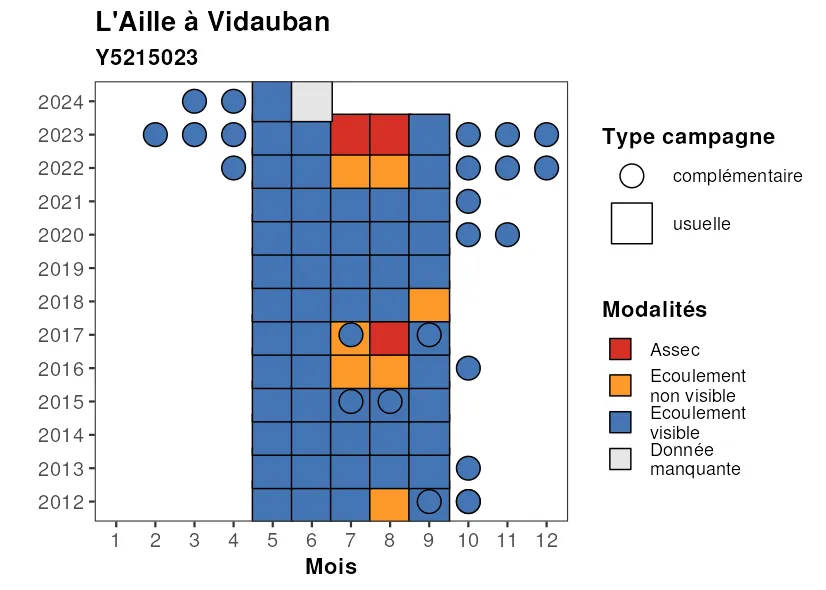 L'Aille à Vidauban
Y5215023
2024
2023
2022
2021
2020
2019
2018
2017
2016
2015
2014
2013
2012
1 2 3 4 5 6 7 8 9 10 11 12
Mois
Type campagne
complémentaire
usuelle
Modalités
Assec
Ecoulement
non visible
Ecoulement
visible
Donnée
manquante